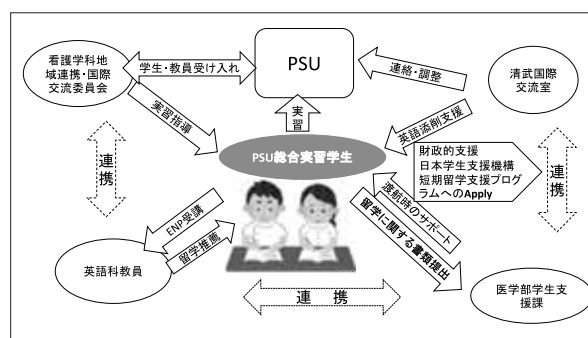 看護学科地
域連携・国際
交流委員会
学生・教員受け入れ
PSU
連絡・調整
清武国際
交流室
実習指導
実習
英語添削支援
PSU総合実習学生
財政的支援
日本学生支援機構
短期留学支援プログ
ラムへのApply
連携
連携
ENP受講
留学推薦
渡航時のサポート
留学に関する書類提出
英語科教員
連　携
医学部学生支
援課